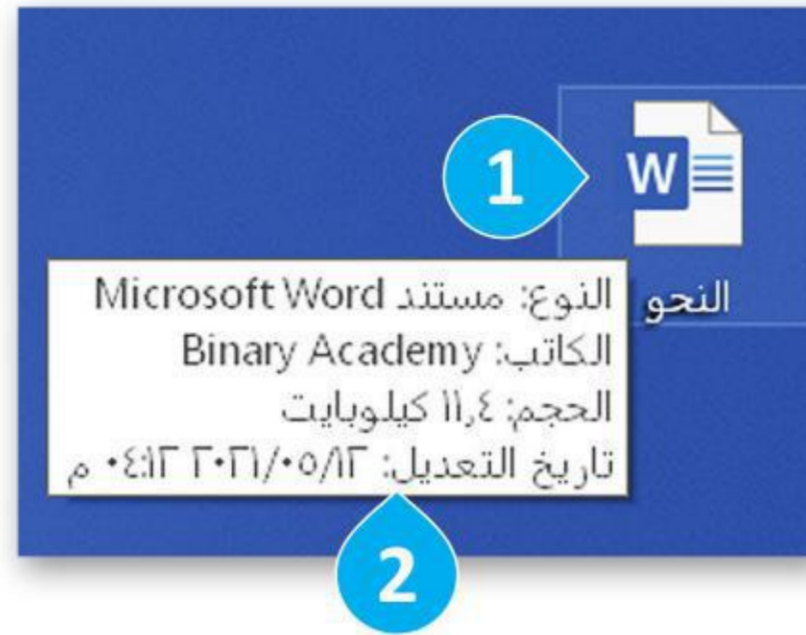 1
W
النحو
النوع: مستند Microsoft Word
الكاتب: Binary Academy
الحجم: ١١,٤ كيلوبايت
تاريخ التعديل: ٢٠٢١/٠٥/١٢ ٠٤:١٢ م
2